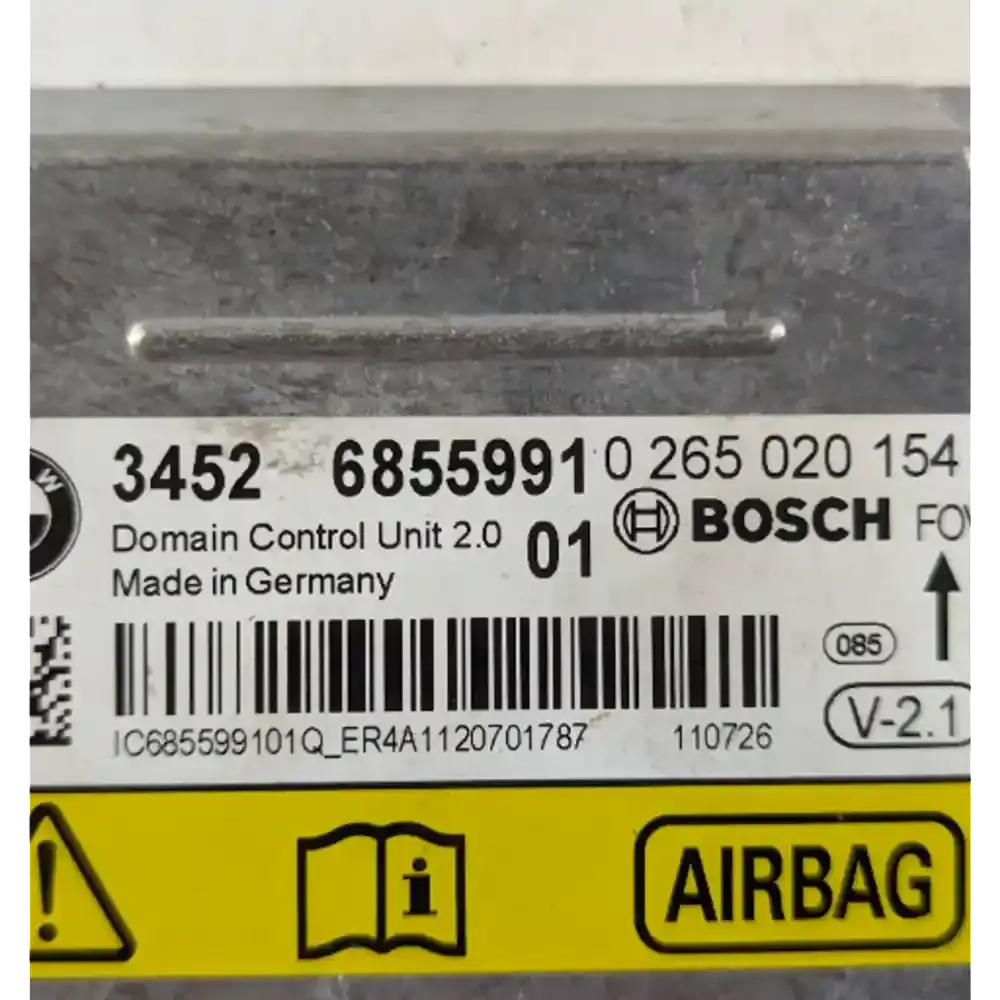 3452 6855991 0 265 020 154
Domain Control Unit 2.0 01 BOSCH
Made in Germany
085
V-2.1
IC685599101Q_ER4A1120701787 110726
AIRBAG